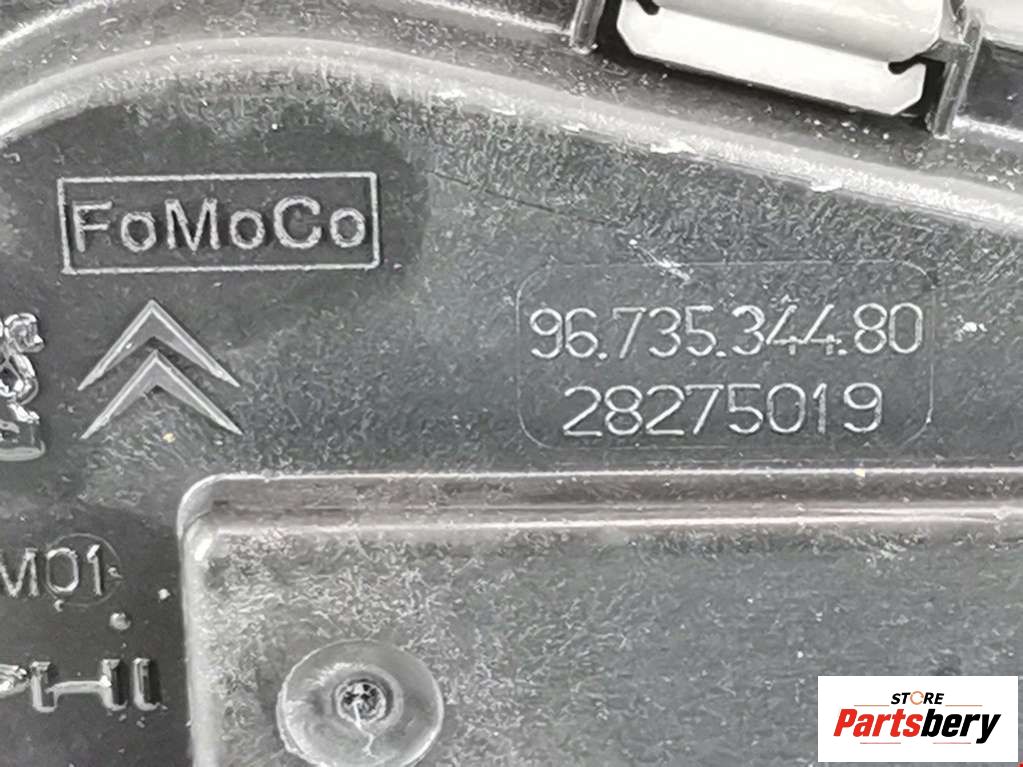 FoMoCo
96.735.344.80
28275019
M01
STORE
Partsbery